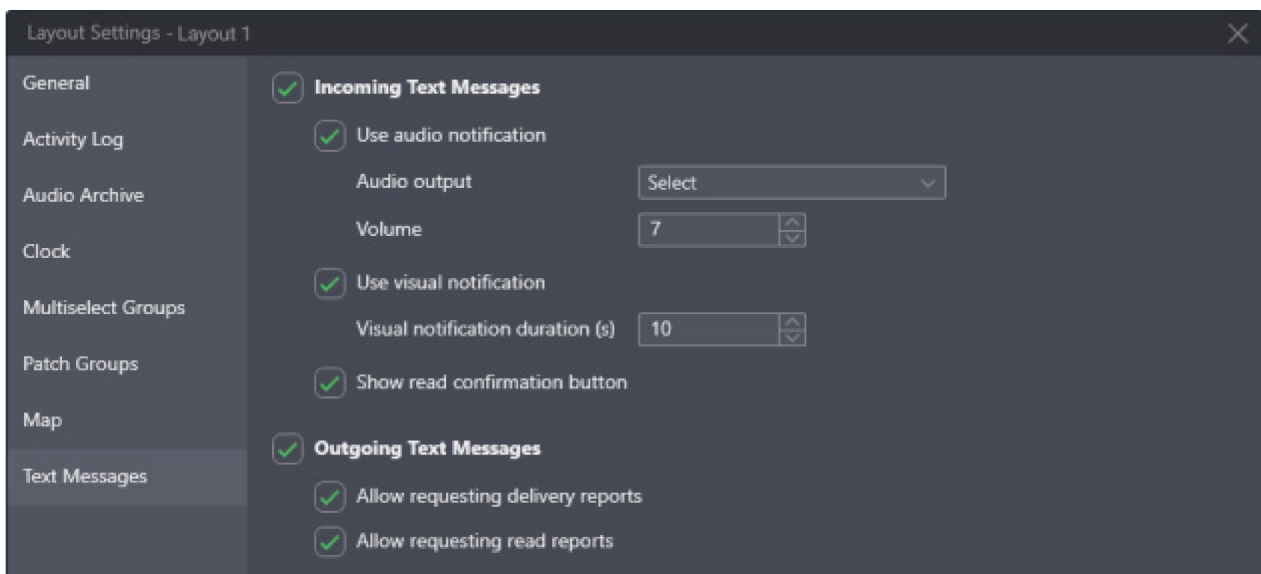 Layout Settings - Layout 1
General
Activity Log
Audio Archive
Clock
Multiselect Groups
Patch Groups
Map
Text Messages
Incoming Text Messages
Use audio notification
Audio output Select
Volume 7
Use visual notification
Visual notification duration (s) 10
Show read confirmation button
Outgoing Text Messages
Allow requesting delivery reports
Allow requesting read reports